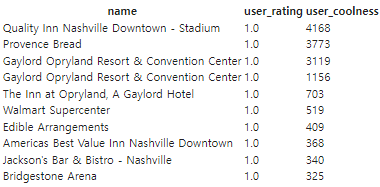 name user_rating user_coolness
Quality Inn Nashville Downtown - Stadium 1.0 4168
Provence Bread 1.0 3773
Gaylord Opryland Resort & Convention Center 1.0 3119
Gaylord Opryland Resort & Convention Center 1.0 1156
The Inn at Opryland, A Gaylord Hotel 1.0 703
Walmart Supercenter 1.0 519
Edible Arrangements 1.0 409
Americas Best Value Inn Nashville Downtown 1.0 368
Jackson's Bar & Bistro - Nashville 1.0 340
Bridgestone Arena 1.0 325